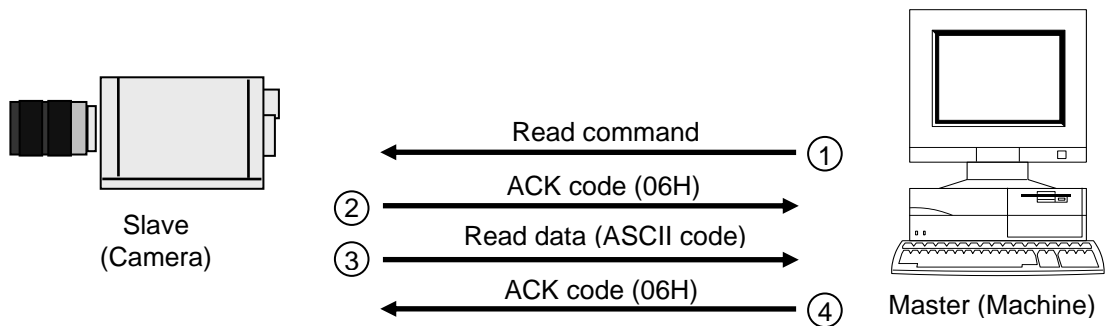 Read command
①
ACK code (06H)
②
Slave
(Camera)
Read data (ASCII code)
③
ACK code (06H)
④
Master (Machine)